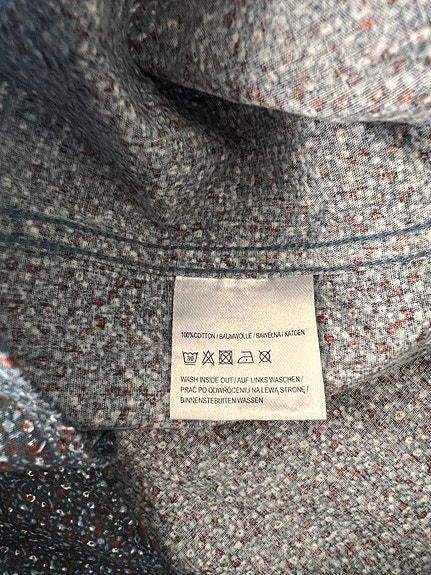 100%COTTON / BAUMWOLLE / BAWEŁNA / KATOEN
30
WASH INSIDE OUT / AUF LINKS WASCHEN /
PRAĆ PO ODWRÓCENIU NA LEWĄ STRONĘ /
BINNENSTEBUITEN WASSEN